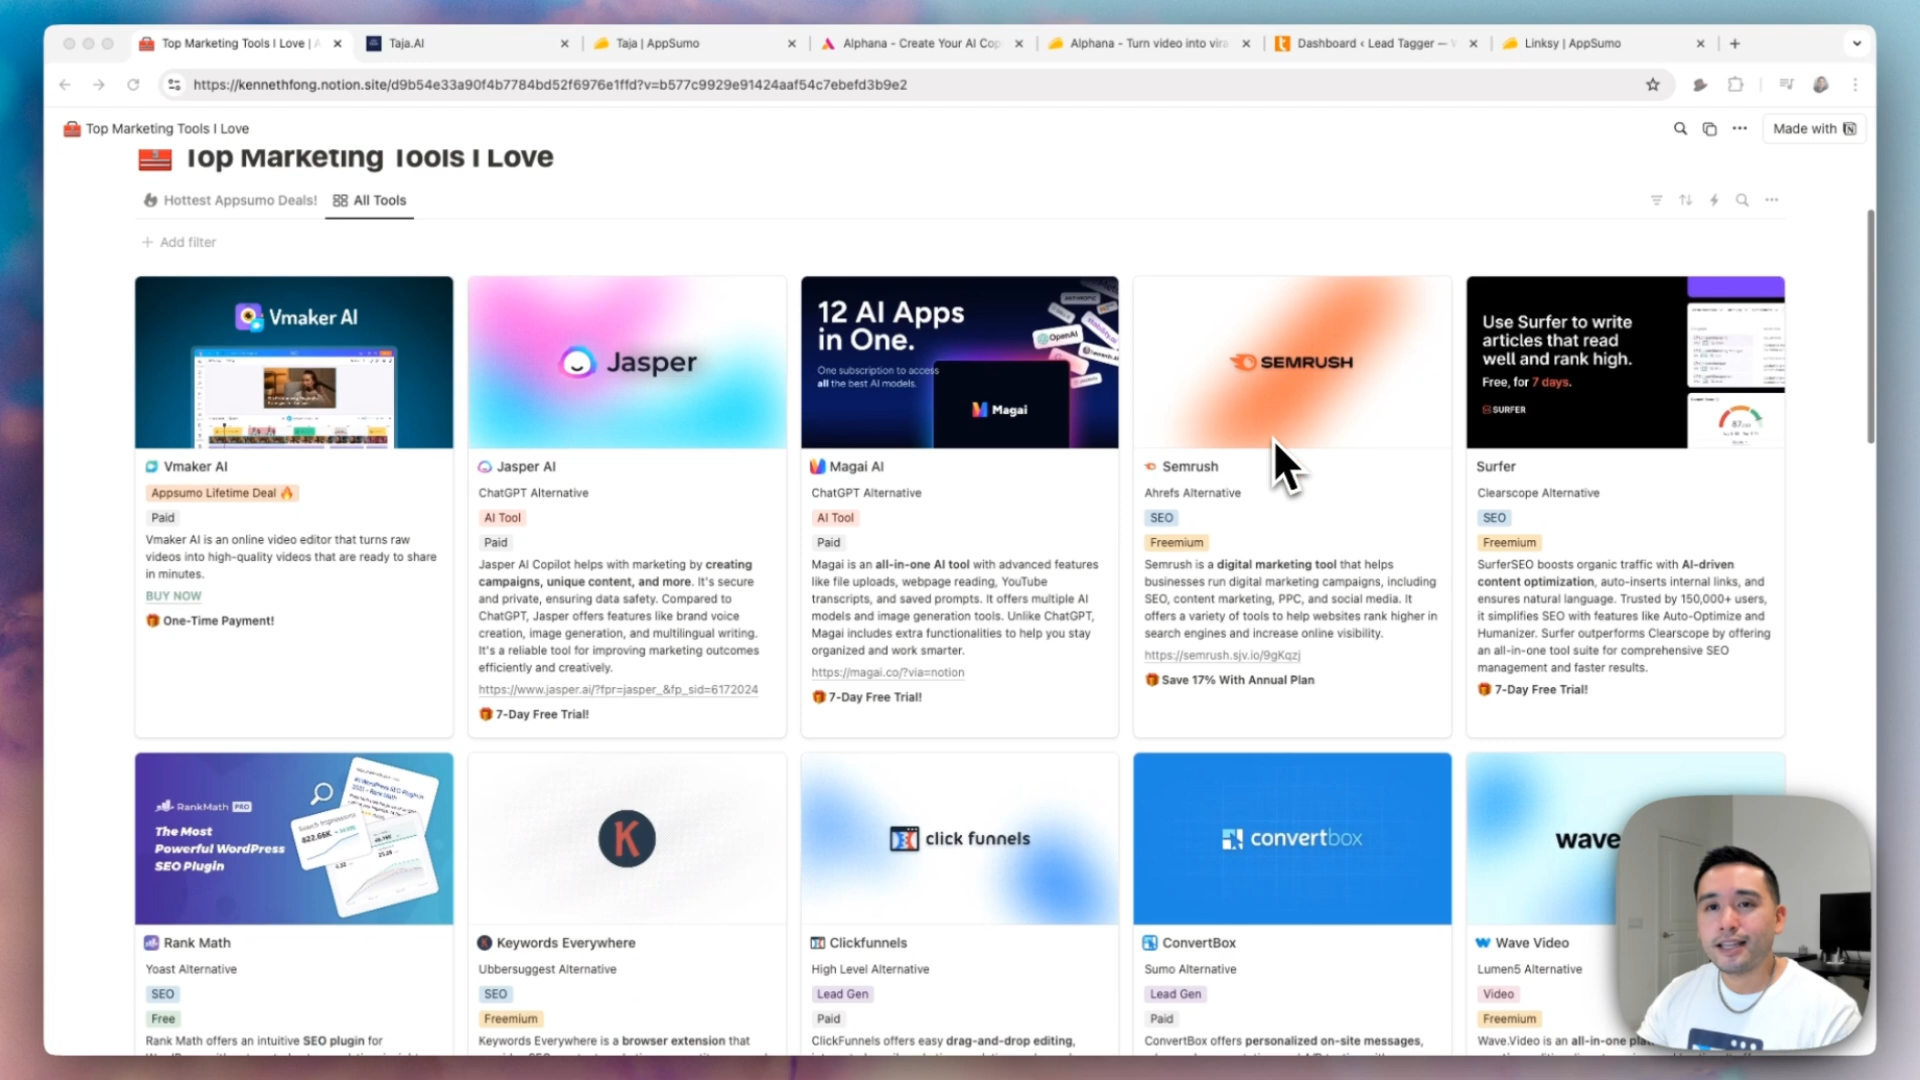 Top Marketing Tools I Love | A
Taja.AI
Taja | AppSumo
Alphana - Create Your AI Cop
Alphana - Turn video into vira
Dashboard ‹ Lead Tagger —
Linksy | AppSumo
https://kennethfong.notion.site/d9b54e33a90f4b7784bd52f6976e1ffd?v=b577c9929e91424aaf54c7ebefd3b9e2
Top Marketing Tools I Love
Made with
Top Marketing Tools I Love
Hottest Appsumo Deals!
All Tools
Add filter
Vmaker AI
Vmaker AI
Appsumo Lifetime Deal 🔥
Paid
Vmaker AI is an online video editor that turns raw
videos into high-quality videos that are ready to share
in minutes.
BUY NOW
🎁 One-Time Payment!
Jasper
Jasper AI
ChatGPT Alternative
AI Tool
Paid
Jasper AI Copilot helps with marketing by creating
campaigns, unique content, and more. It's secure
and private, ensuring data safety. Compared to
ChatGPT, Jasper offers features like brand voice
creation, image generation, and multilingual writing.
It's a reliable tool for improving marketing outcomes
efficiently and creatively.
https://www.jasper.ai/?fpr=jasper_&fp_sid=6172024
🎁 7-Day Free Trial!
12 AI Apps
in One.
One subscription to access
all the best AI models.
ANTHROPIC
OpenAI
Magai
Magai AI
ChatGPT Alternative
AI Tool
Paid
Magai is an all-in-one AI tool with advanced features
like file uploads, webpage reading, YouTube
transcripts, and saved prompts. It offers multiple AI
models and image generation tools. Unlike ChatGPT,
Magai includes extra functionalities to help you stay
organized and work smarter.
https://magai.co/?via=notion
🎁 7-Day Free Trial!
SEMRUSH
Semrush
Ahrefs Alternative
SEO
Freemium
Semrush is a digital marketing tool that helps
businesses run digital marketing campaigns, including
SEO, content marketing, PPC, and social media. It
offers a variety of tools to help websites rank higher in
search engines and increase online visibility.
https://semrush.sjv.io/9gKqzj
🎁 Save 17% With Annual Plan
Use Surfer to write
articles that read
well and rank high.
Free, for 7 days.
SURFER
Surfer
Clearscope Alternative
SEO
Freemium
SurferSEO boosts organic traffic with AI-driven
content optimization, auto-inserts internal links, and
ensures natural language. Trusted by 150,000+ users,
it simplifies SEO with features like Auto-Optimize and
Humanizer. Surfer outperforms Clearscope by offering
an all-in-one tool suite for comprehensive SEO
management and faster results.
🎁 7-Day Free Trial!
RankMath PRO
The Most
Powerful WordPress
SEO Plugin
Search Impressions
822.66K
Rank Math
Yoast Alternative
SEO
Free
Rank Math offers an intuitive SEO plugin for
K
Keywords Everywhere
Ubbersuggest Alternative
SEO
Freemium
Keywords Everywhere is a browser extension that
click funnels
Clickfunnels
High Level Alternative
Lead Gen
Paid
ClickFunnels offers easy drag-and-drop editing,
convertbox
ConvertBox
Sumo Alternative
Lead Gen
Paid
ConvertBox offers personalized on-site messages,
wave
Wave Video
Lumen5 Alternative
Video
Freemium
Wave.Video is an all-in-one